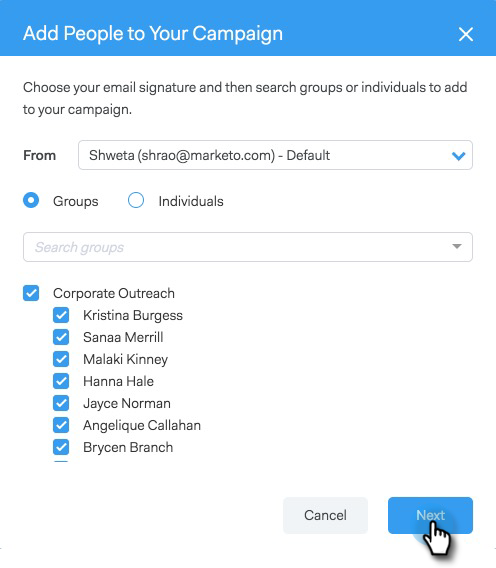 Add People to Your Campaign
Choose your email signature and then search groups or individuals to add
to your campaign.
From Shweta (shrao@marketo.com) - Default
Groups Individuals
Search groups
Corporate Outreach
Kristina Burgess
Sanaa Merrill
Malaki Kinney
Hanna Hale
Jayce Norman
Angelique Callahan
Brycen Branch
Cancel Next